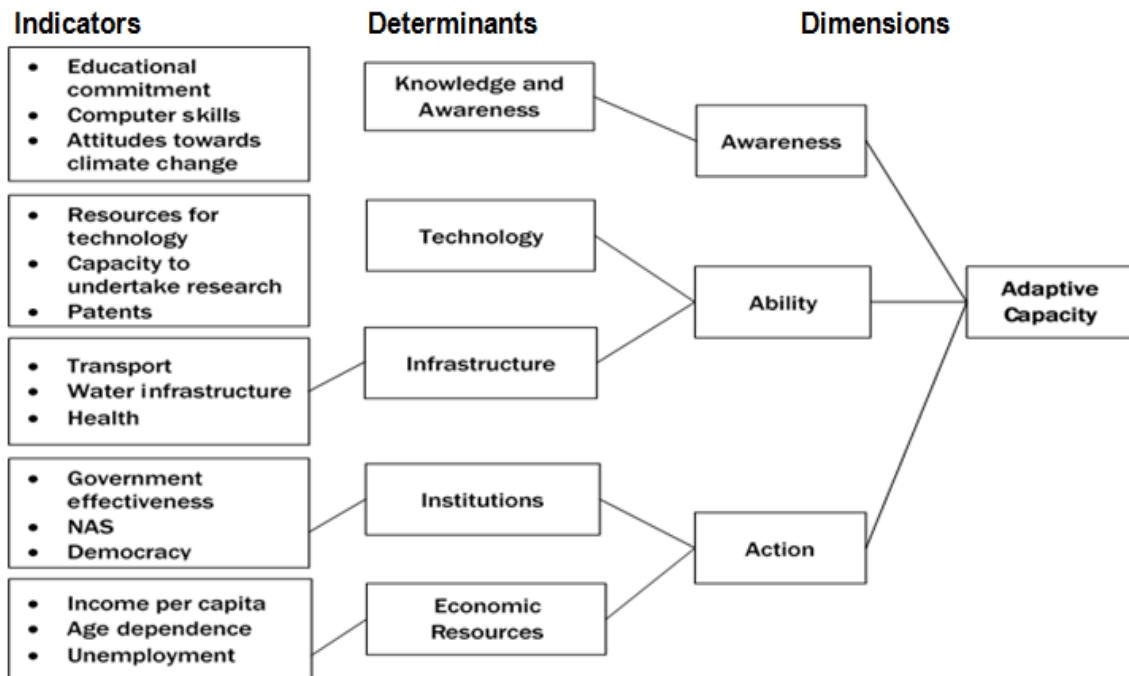 Indicators
Determinants
Dimensions
• Educational
commitment
• Computer skills
• Attitudes towards
climate change
Knowledge and
Awareness
Awareness
• Resources for
technology
• Capacity to
undertake research
• Patents
Technology
Ability
Adaptive
Capacity
• Transport
• Water infrastructure
• Health
Infrastructure
• Government
effectiveness
• NAS
• Democracy
Institutions
Action
• Income per capita
• Age dependence
• Unemployment
Economic
Resources